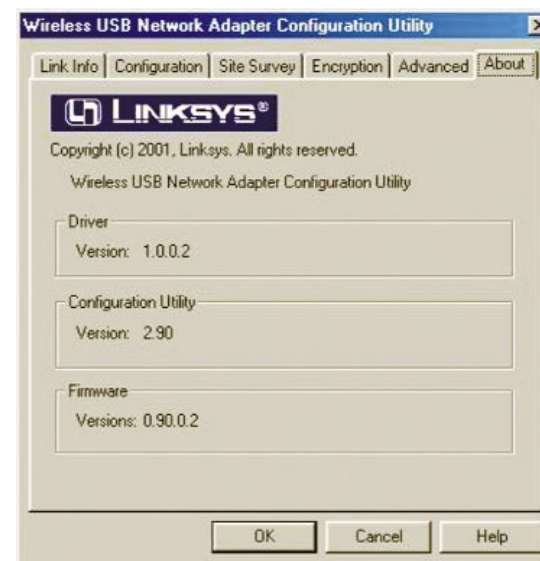 Wireless USB Network Adapter Configuration Utility
Link Info Configuration Site Survey Encryption Advanced About
LINKSYS®
Copyright (c) 2001, Linksys. All rights reserved.
Wireless USB Network Adapter Configuration Utility
Driver
Version: 1.0.0.2
Configuration Utility
Version: 2.90
Firmware
Versions: 0.90.0.2
OK Cancel Help